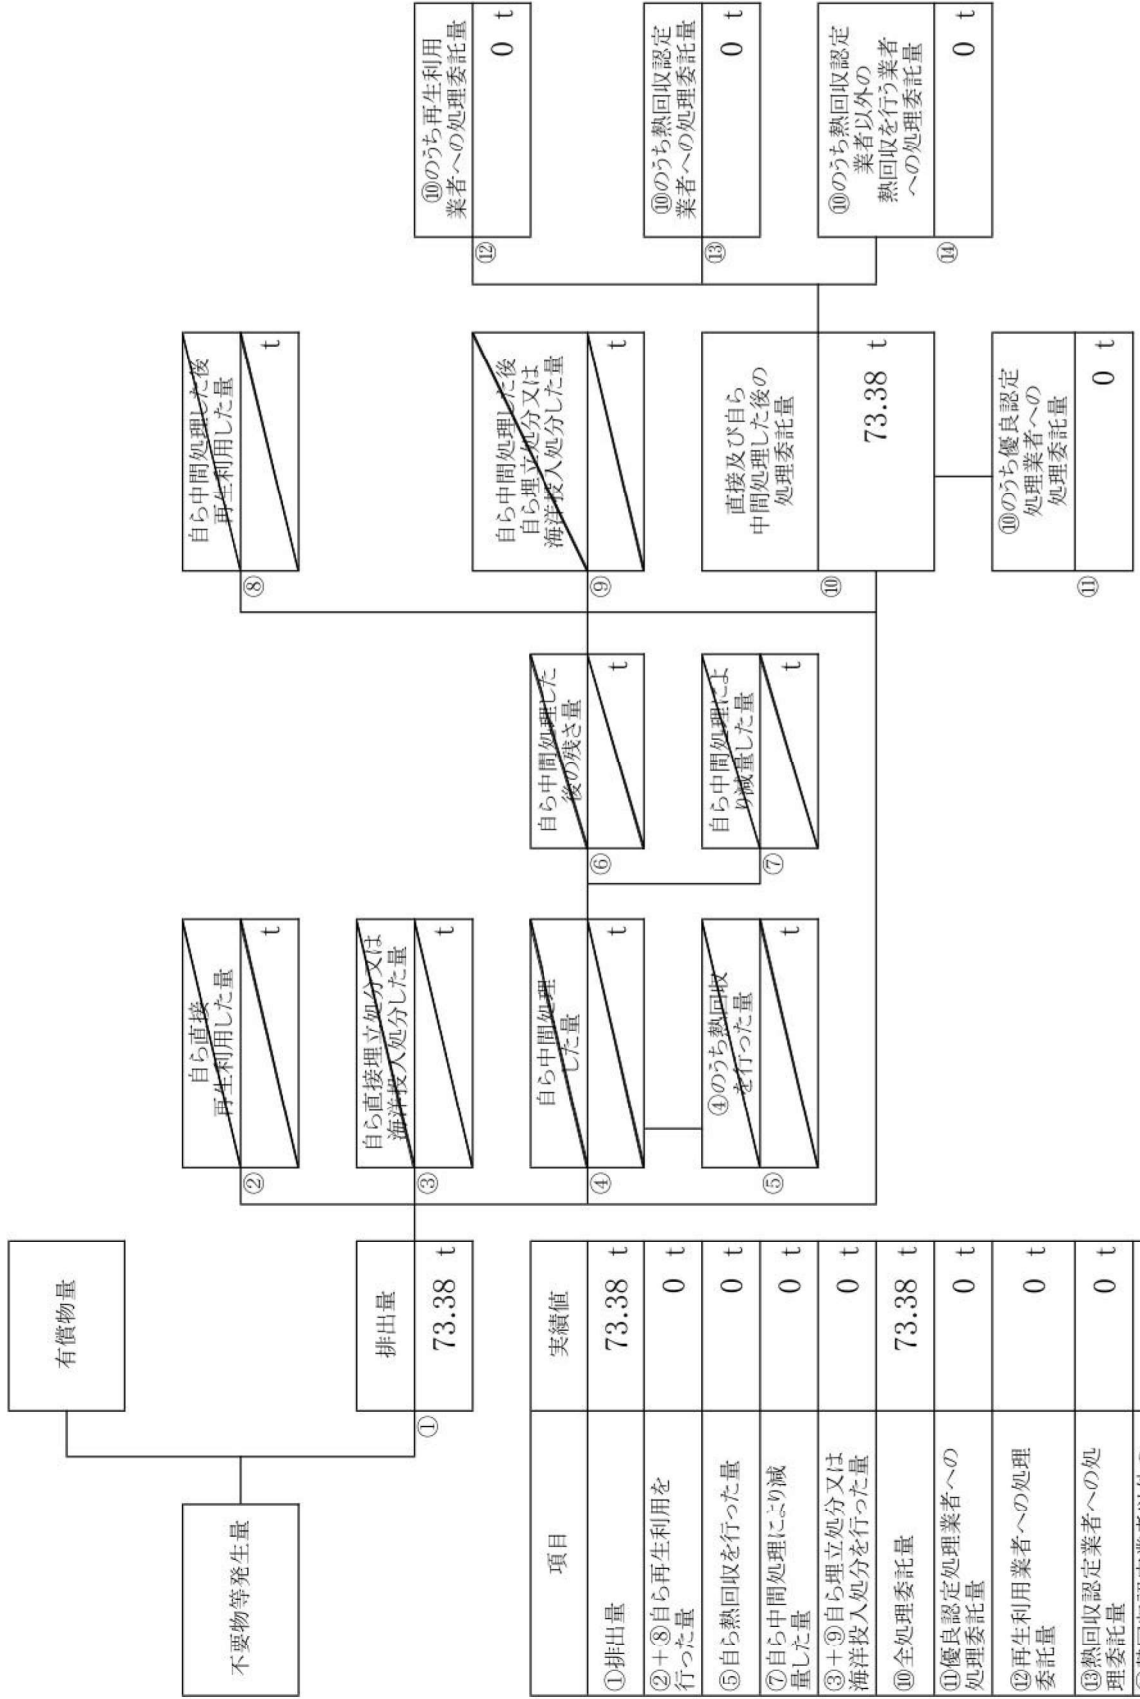 有償物量
不要物等発生量
排出量
①
73.38 t
自ら直接
再生利用した量
②
t
自ら直接埋立処分又は
海洋投入処分した量
③
t
自ら中間処理
した量
④
t
④のうち熱回収
を行った量
⑤
t
自ら中間処理した
後の残さ量
⑥
t
自ら中間処理によ
り減量した量
⑦
t
自ら中間処理した後
再生利用した量
⑧
t
自ら中間処理した後
自ら埋立処分又は
海洋投入処分した量
⑨
t
直接及び自ら
中間処理した後の
処理委託量
⑩
73.38 t
⑩のうち優良認定
処理業者への
処理委託量
⑪
0 t
⑩のうち再生利用
業者への処理委託量
⑫
0 t
⑩のうち熱回収認定
業者への処理委託量
⑬
0 t
⑩のうち熱回収認定
業者以外の
熱回収を行う業者
への処理委託量
⑭
0 t
項目 実績値
①排出量 73.38 t
②+⑧自ら再生利用を
行った量 0 t
⑤自ら熱回収を行った量 0 t
⑦自ら中間処理により減
量した量 0 t
③+⑨自ら埋立処分又は
海洋投入処分を行った量 0 t
⑩全処理委託量 73.38 t
⑪優良認定処理業者への
処理委託量 0 t
⑫再生利用業者への処理
委託量 0 t
⑬熱回収認定業者への処
理委託量 0 t